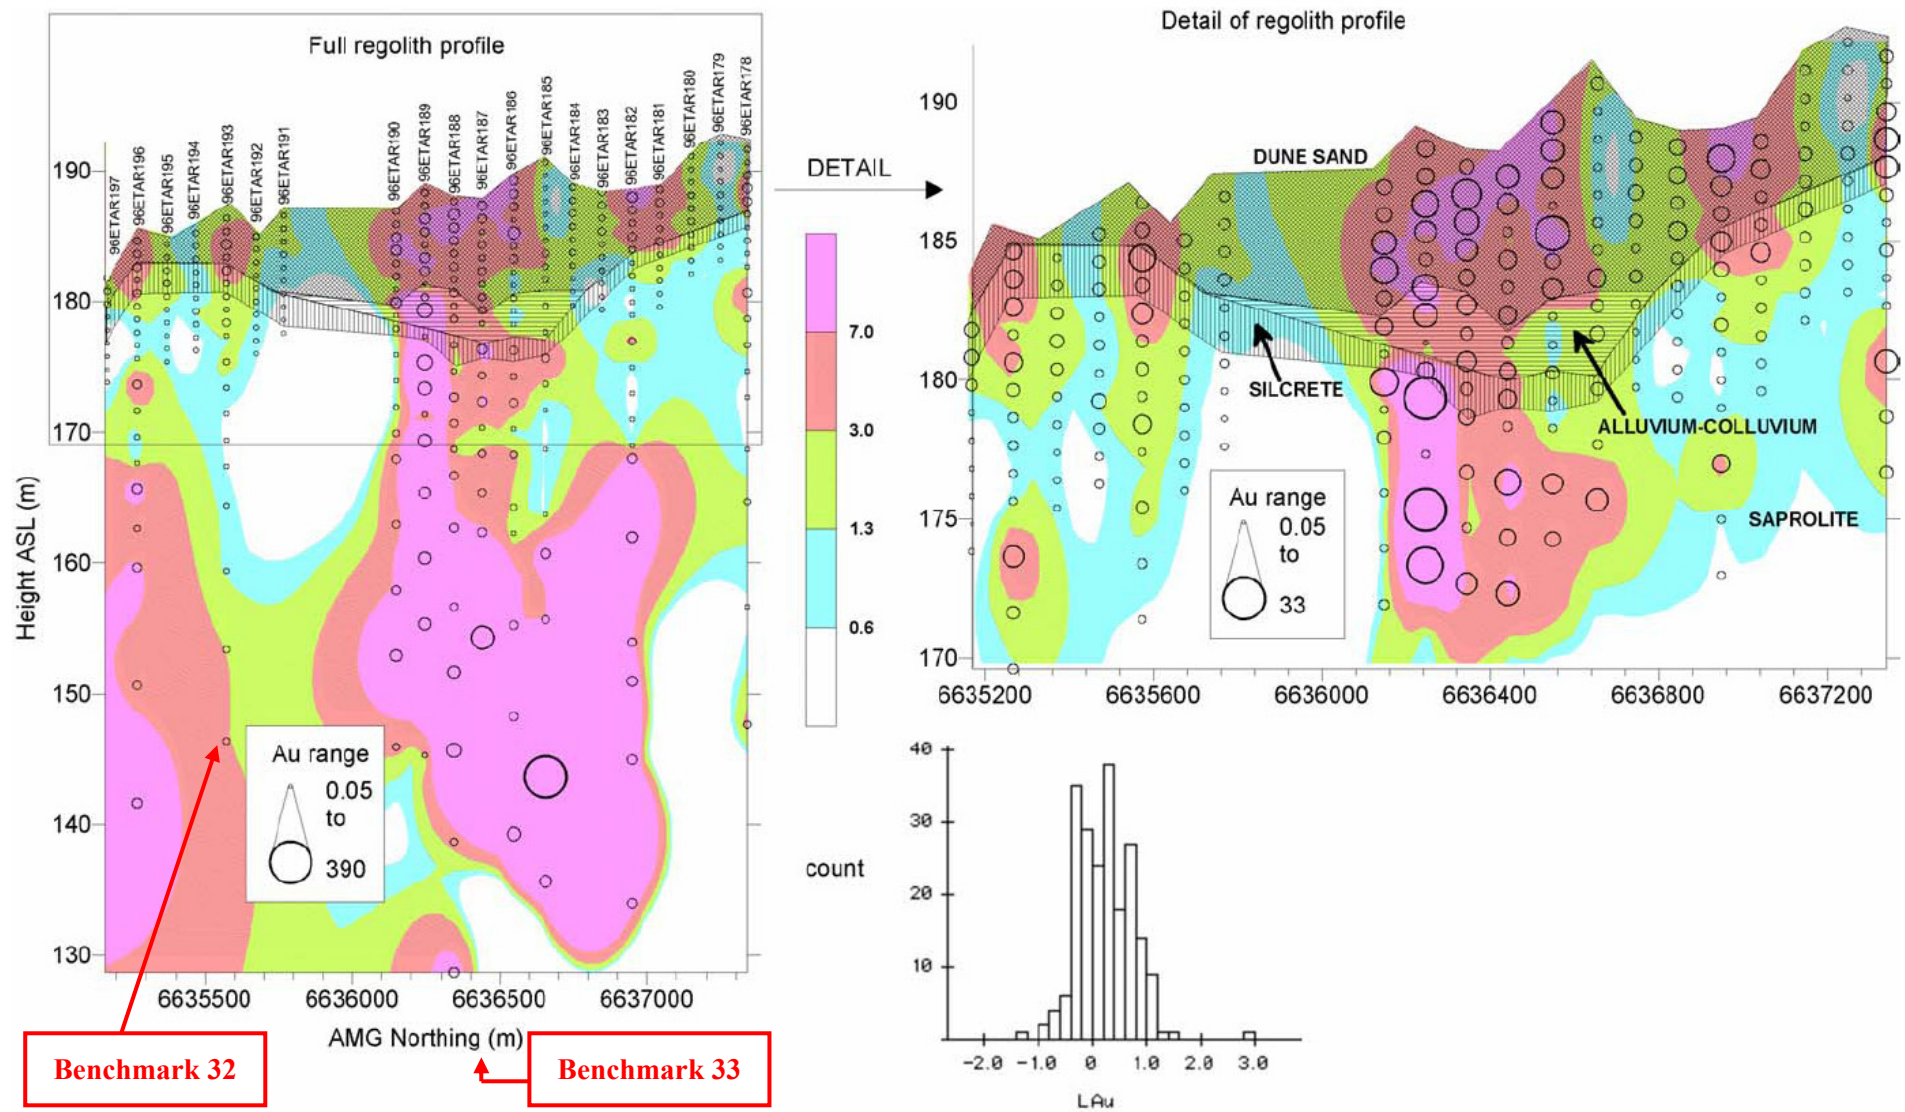 Full regolith profile
96ETAR197
96ETAR196
96ETAR195
96ETAR194
96ETAR193
96ETAR192
96ETAR191
96ETAR190
96ETAR189
96ETAR188
96ETAR187
96ETAR186
96ETAR185
96ETAR184
96ETAR183
96ETAR182
96ETAR181
96ETAR180
96ETAR179
96ETAR178
190
180
170
160
150
140
130
Height ASL (m)
Au range
0.05
to
390
6635500
6636000
6636500
6637000
AMG Northing (m)
Benchmark 32
Benchmark 33
DETAIL
7.0
3.0
1.3
0.6
Detail of regolith profile
190
185
180
175
170
DUNE SAND
SILCRETE
ALLUVIUM-COLLUVIUM
SAPROLITE
Au range
0.05
to
33
6635200
6635600
6636000
6636400
6636800
6637200
count
40
30
20
10
-2.0
-1.0
0
1.0
2.0
3.0
LAu